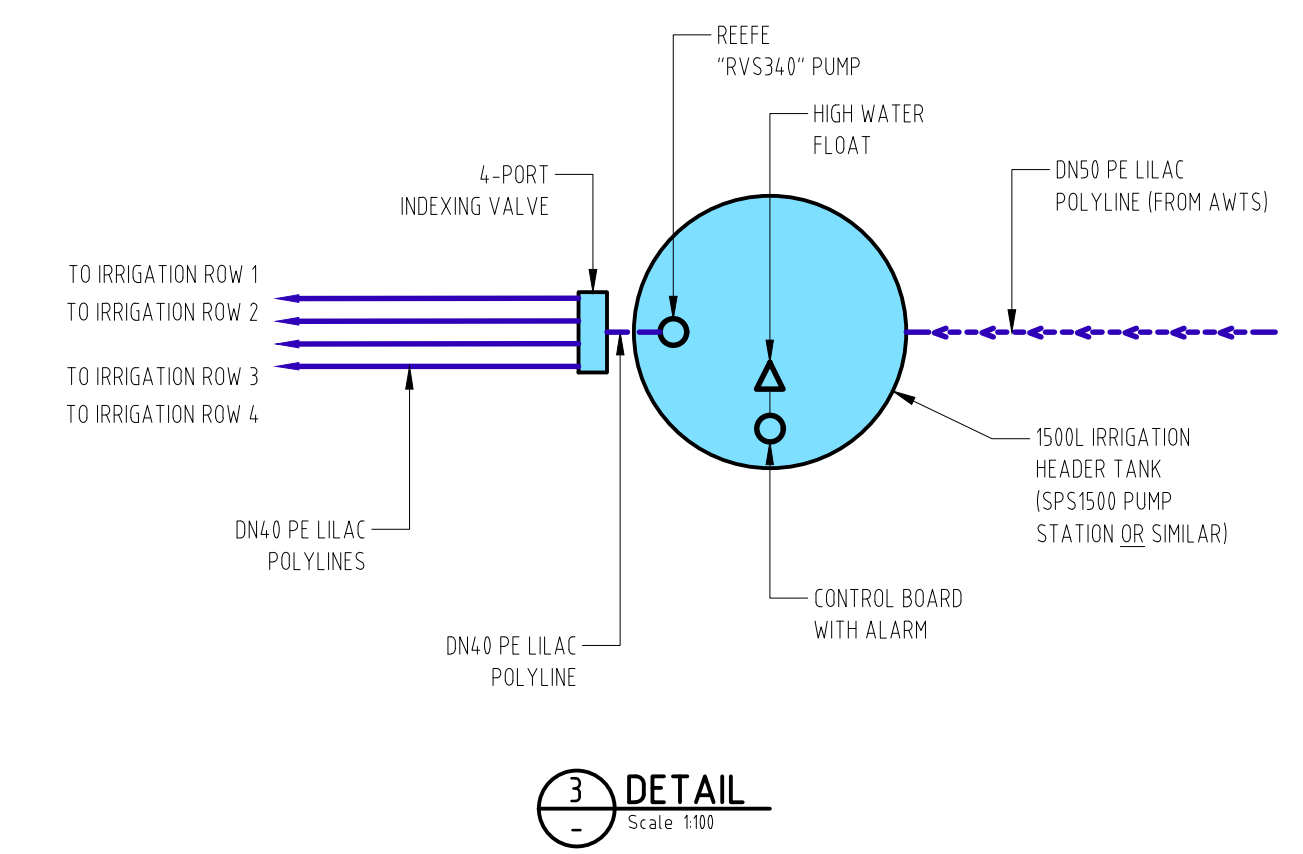 REEFE
"RVS340" PUMP
HIGH WATER
FLOAT
4-PORT
INDEXING VALVE
DN50 PE LILAC
POLYLINE (FROM AWTS)
TO IRRIGATION ROW 1
TO IRRIGATION ROW 2
TO IRRIGATION ROW 3
TO IRRIGATION ROW 4
1500L IRRIGATION
HEADER TANK
(SPS1500 PUMP
STATION OR SIMILAR)
DN40 PE LILAC
POLYLINES
CONTROL BOARD
WITH ALARM
DN40 PE LILAC
POLYLINE
3
-
DETAIL
Scale 1:100